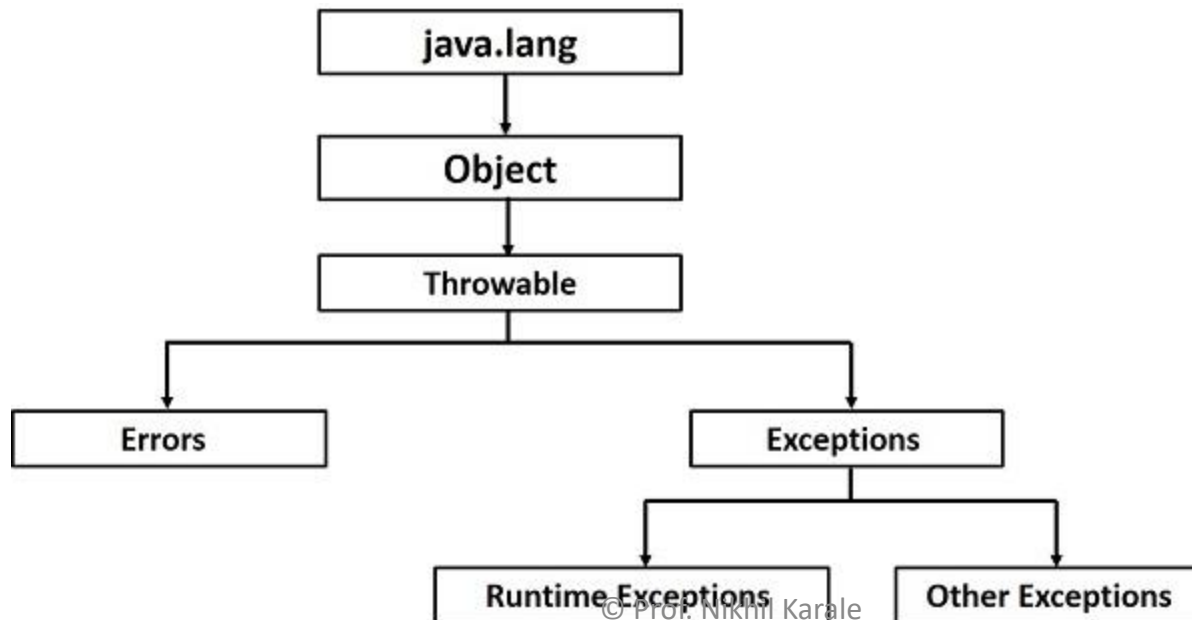 java.lang
Object
Throwable
Errors
Exceptions
Runtime Exceptions
Other Exceptions
© Prof. Nikhil Karale